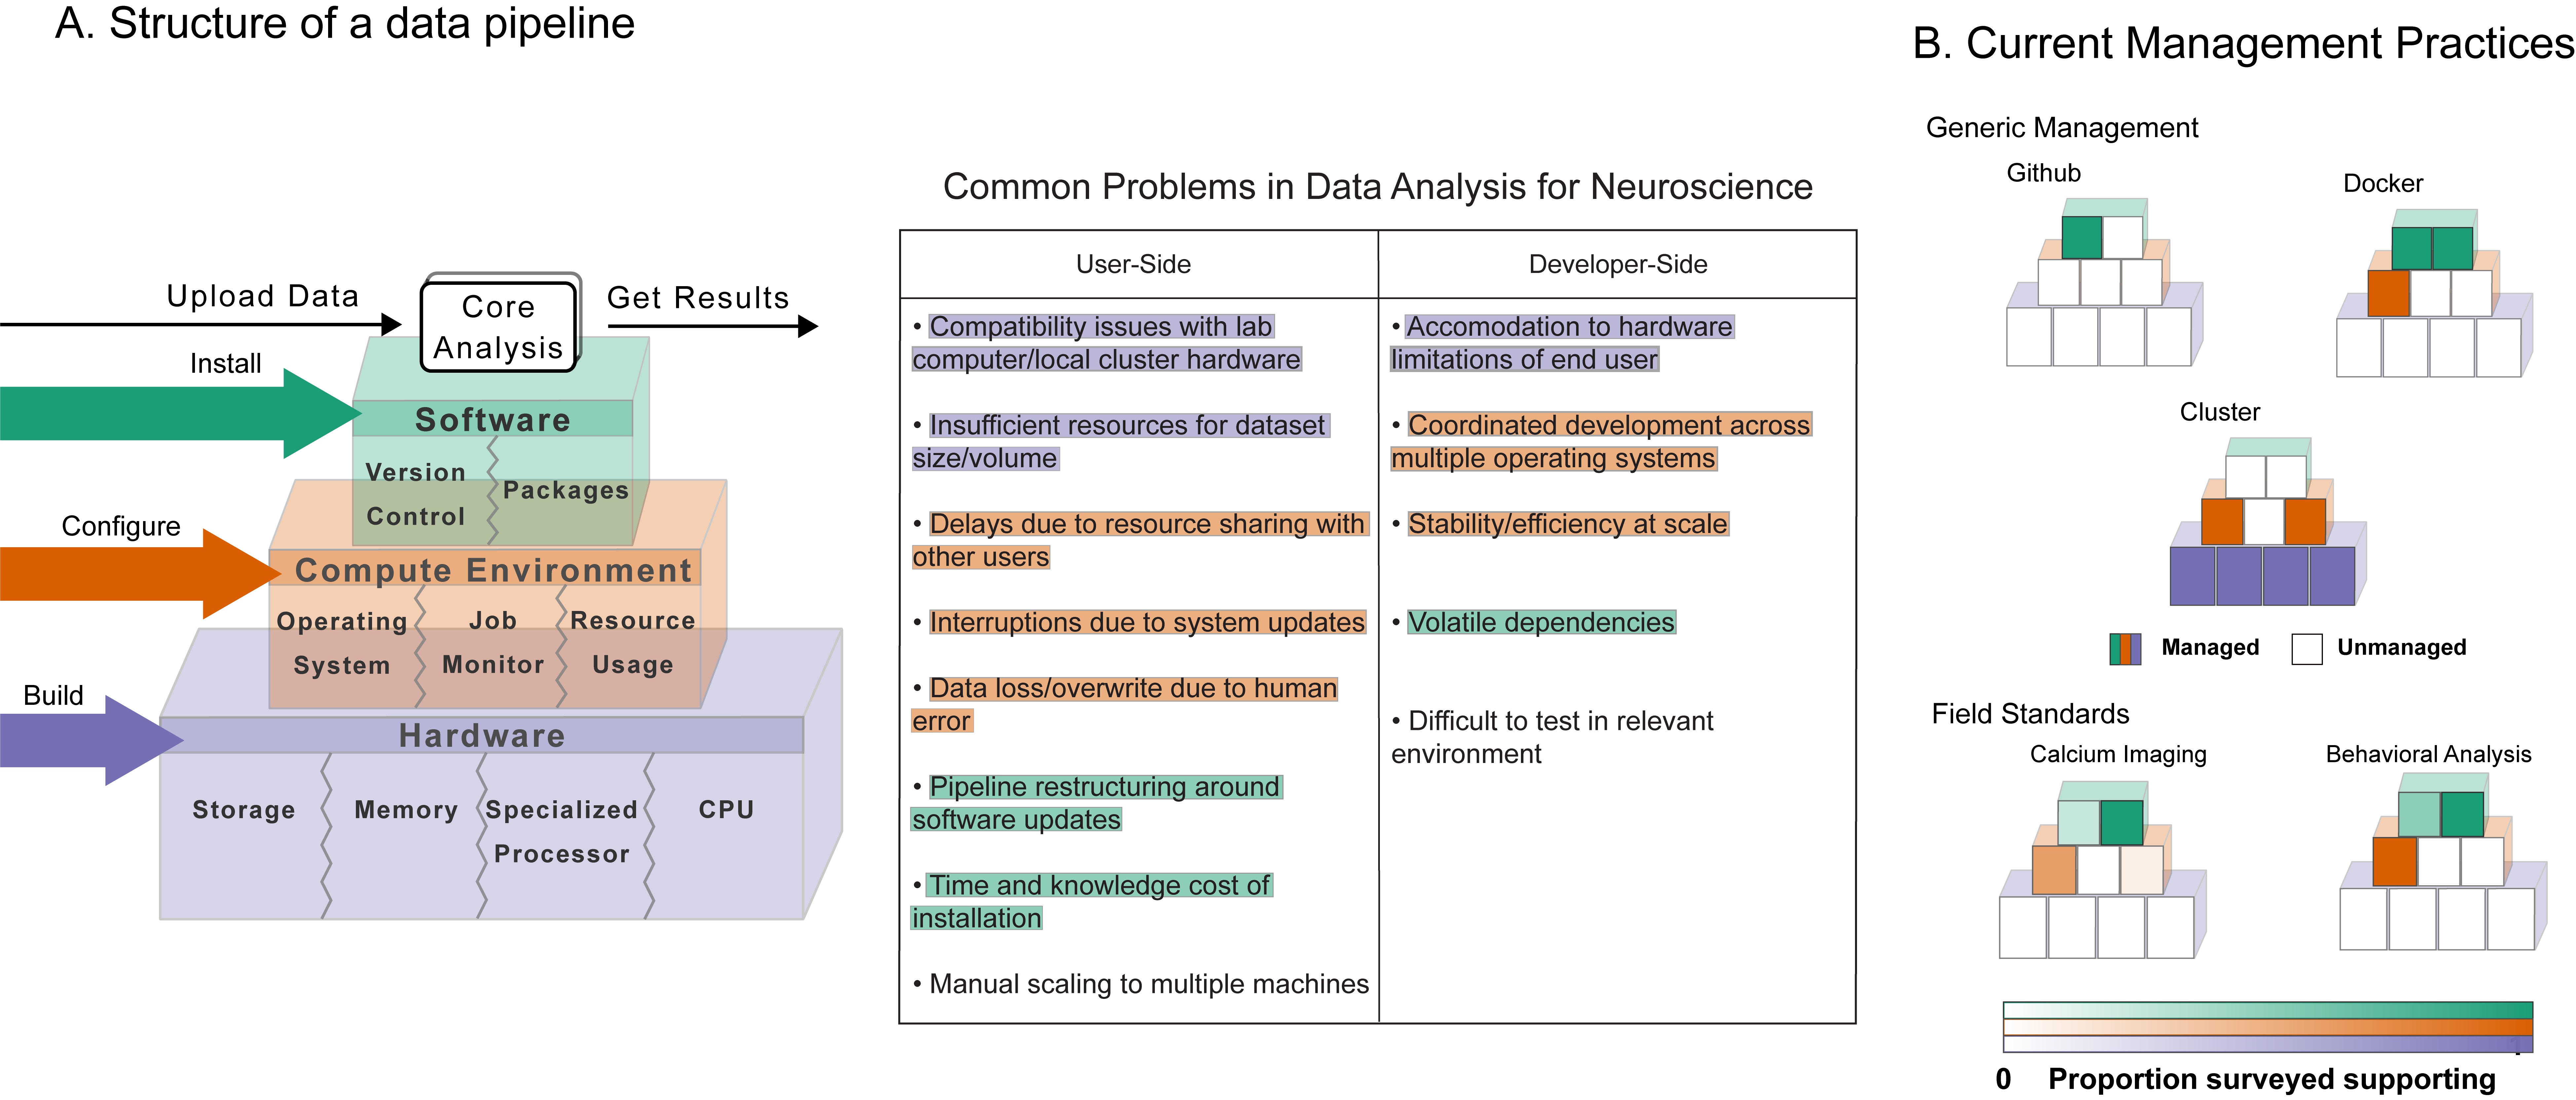 A. Structure of a data pipeline
Upload Data
Core
Analysis
Get Results
Install
Software
Version
Control
Packages
Configure
Compute Environment
Operating
System
Job
Monitor
Resource
Usage
Build
Hardware
Storage
Memory
Specialized
Processor
CPU
Common Problems in Data Analysis for Neuroscience
User-Side
• Compatibility issues with lab
computer/local cluster hardware
• Insufficient resources for dataset
size/volume
• Delays due to resource sharing with
other users
• Interruptions due to system updates
• Data loss/overwrite due to human
error
• Pipeline restructuring around
software updates
• Time and knowledge cost of
installation
• Manual scaling to multiple machines
Developer-Side
• Accomodation to hardware
limitations of end user
• Coordinated development across
multiple operating systems
• Stability/efficiency at scale
• Volatile dependencies
• Difficult to test in relevant
environment
B. Current Management Practices
Generic Management
Github
Docker
Cluster
Managed
Unmanaged
Field Standards
Calcium Imaging
Behavioral Analysis
0
Proportion surveyed supporting